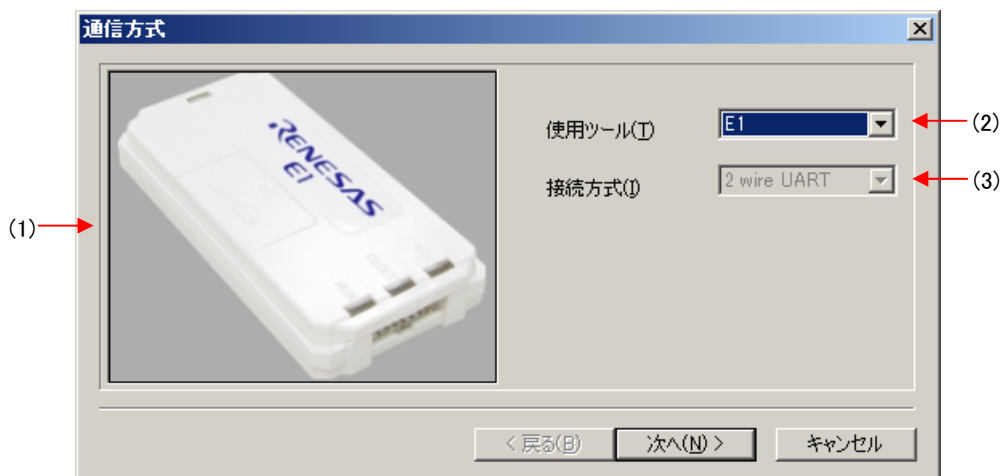 通信方式
(1)
RENESAS
E1
使用ツール(T)
E1
(2)
接続方式(I)
2 wire UART
(3)
< 戻る(B)
次へ(N) >
キャンセル